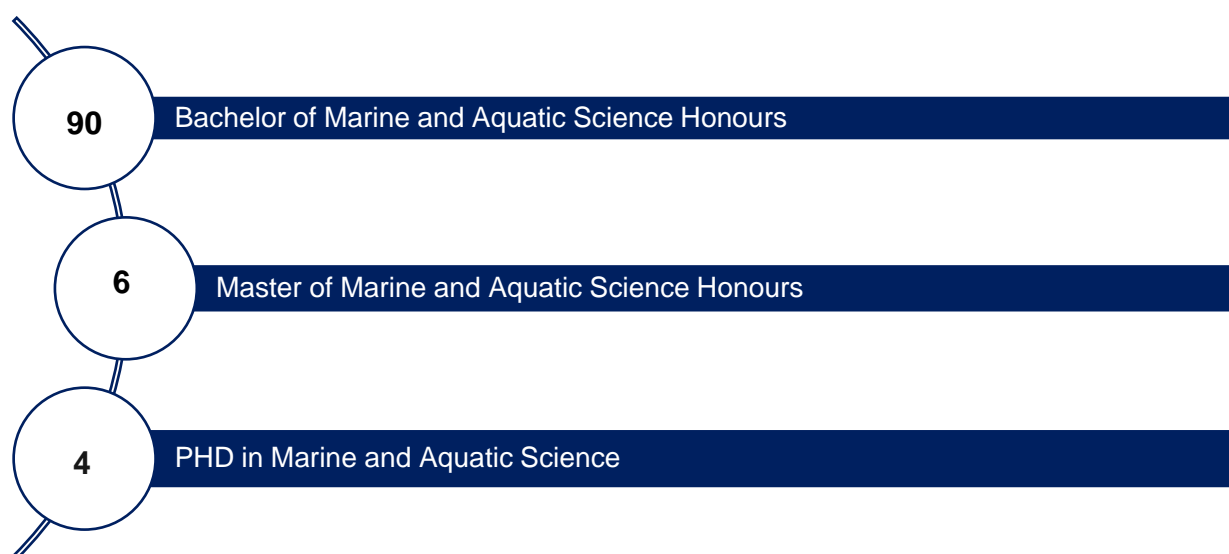 90
Bachelor of Marine and Aquatic Science Honours
6
Master of Marine and Aquatic Science Honours
4
PHD in Marine and Aquatic Science